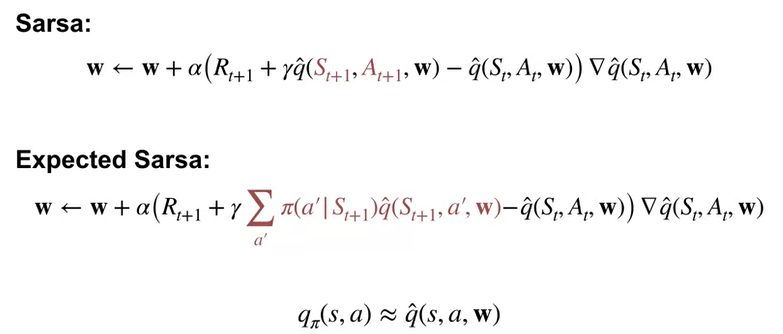 Sarsa:
w ← w + α(R_{t+1} + γq̂(S_{t+1}, A_{t+1}, w) − q̂(S_t, A_t, w)) ∇q̂(S_t, A_t, w)
Expected Sarsa:
w ← w + α(R_{t+1} + γ ∑_{a′} π(a′|S_{t+1})q̂(S_{t+1}, a′, w)−q̂(S_t, A_t, w)) ∇q̂(S_t, A_t, w)
q_π(s, a) ≈ q̂(s, a, w)